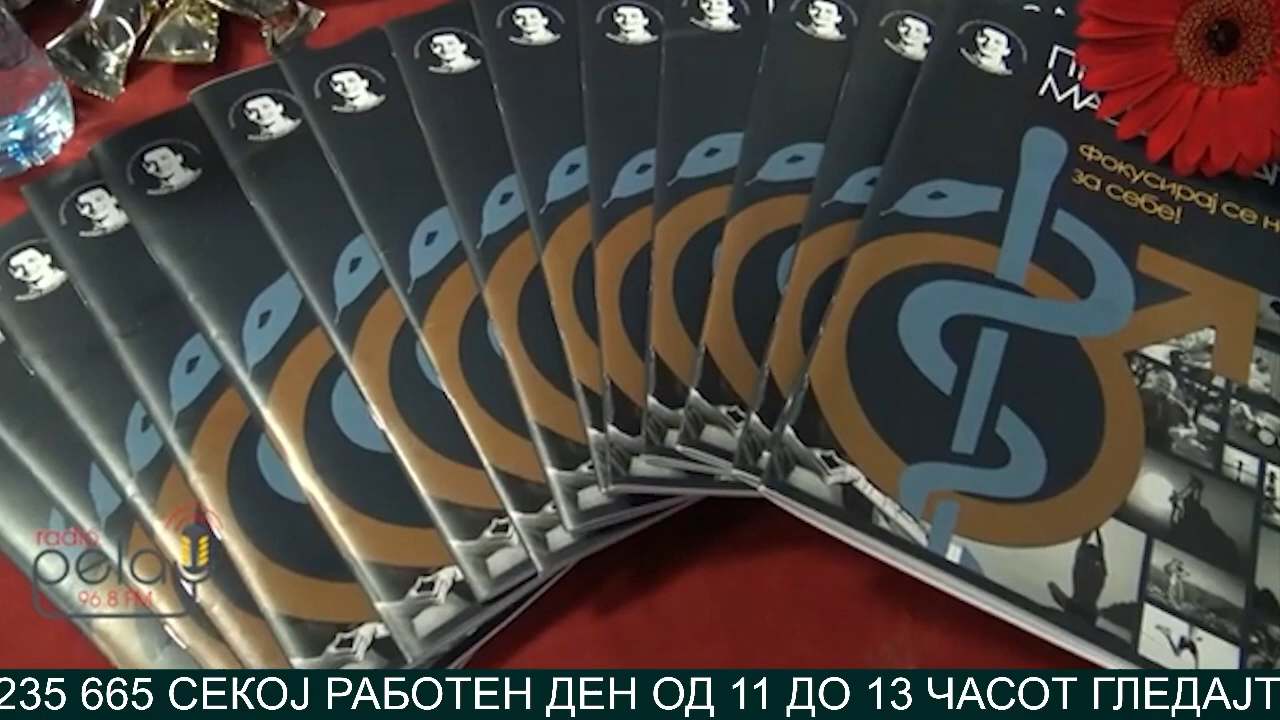 Фокусирај се н
за себе!
radio
pela
96.8 FM
235 665 СЕКОЈ РАБОТЕН ДЕН ОД 11 ДО 13 ЧАСОТ ГЛЕДАЈТ